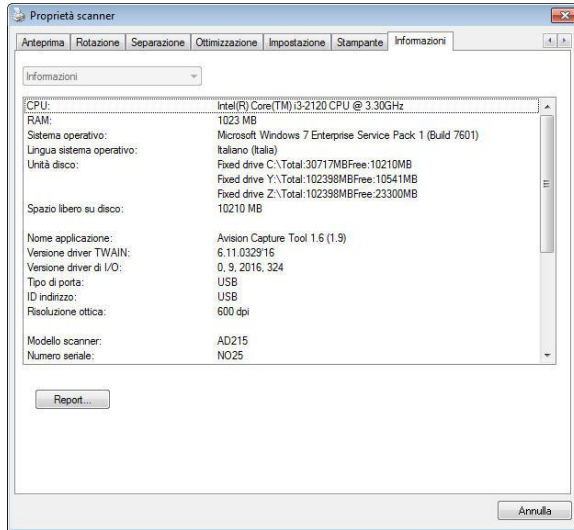 Proprietà scanner
Anteprima Rotazione Separazione Ottimizzazione Impostazione Stampante Informazioni
Informazioni
CPU: Intel(R) Core(TM) i3-2120 CPU @ 3.30GHz
RAM: 1023 MB
Sistema operativo: Microsoft Windows 7 Enterprise Service Pack 1 (Build 7601)
Lingua sistema operativo: Italiano (Italia)
Unità disco: Fixed drive C:\Total:30717MBFree:10210MB
Fixed drive Y:\Total:102398MBFree:10541MB
Fixed drive Z:\Total:102398MBFree:23300MB
Spazio libero su disco: 10210 MB
Nome applicazione: Avision Capture Tool 1.6 (1.9)
Versione driver TWAIN: 6.11.0329'16
Versione driver di I/O: 0, 9, 2016, 324
Tipo di porta: USB
ID indirizzo: USB
Risoluzione ottica: 600 dpi
Modello scanner: AD215
Numero seriale: NO25
Report...
Annulla